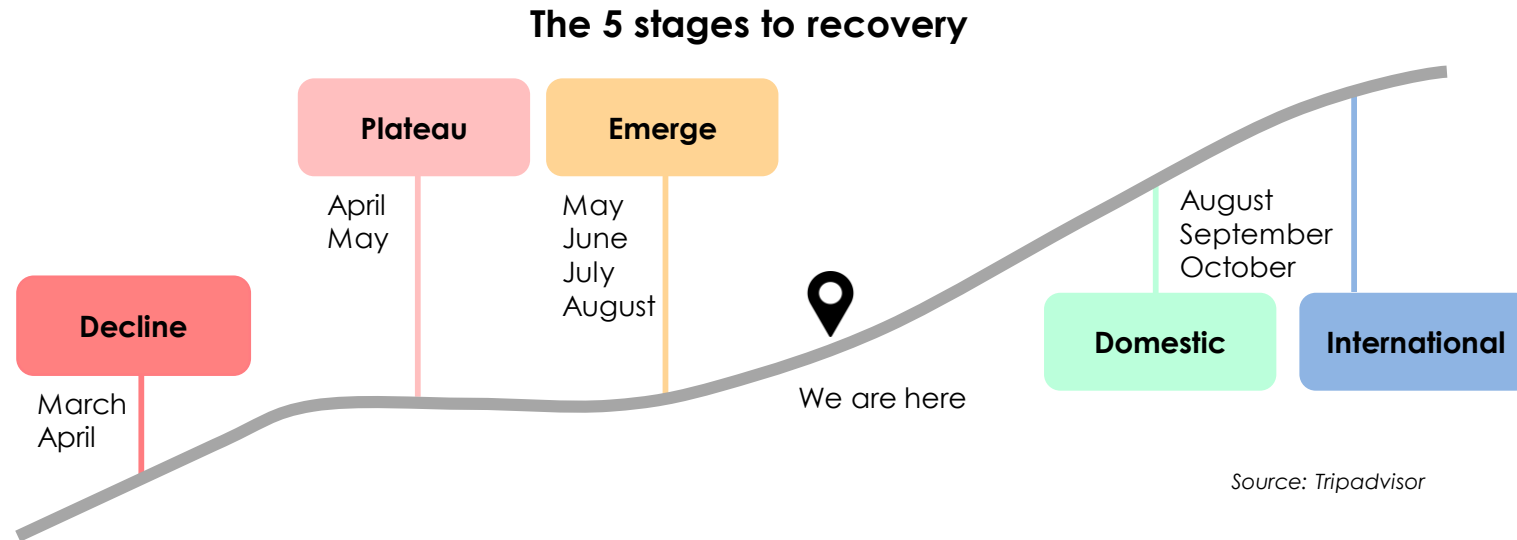 The 5 stages to recovery
Decline
March
April
Plateau
April
May
Emerge
May
June
July
August
We are here
August
September
October
Domestic
International
Source: Tripadvisor